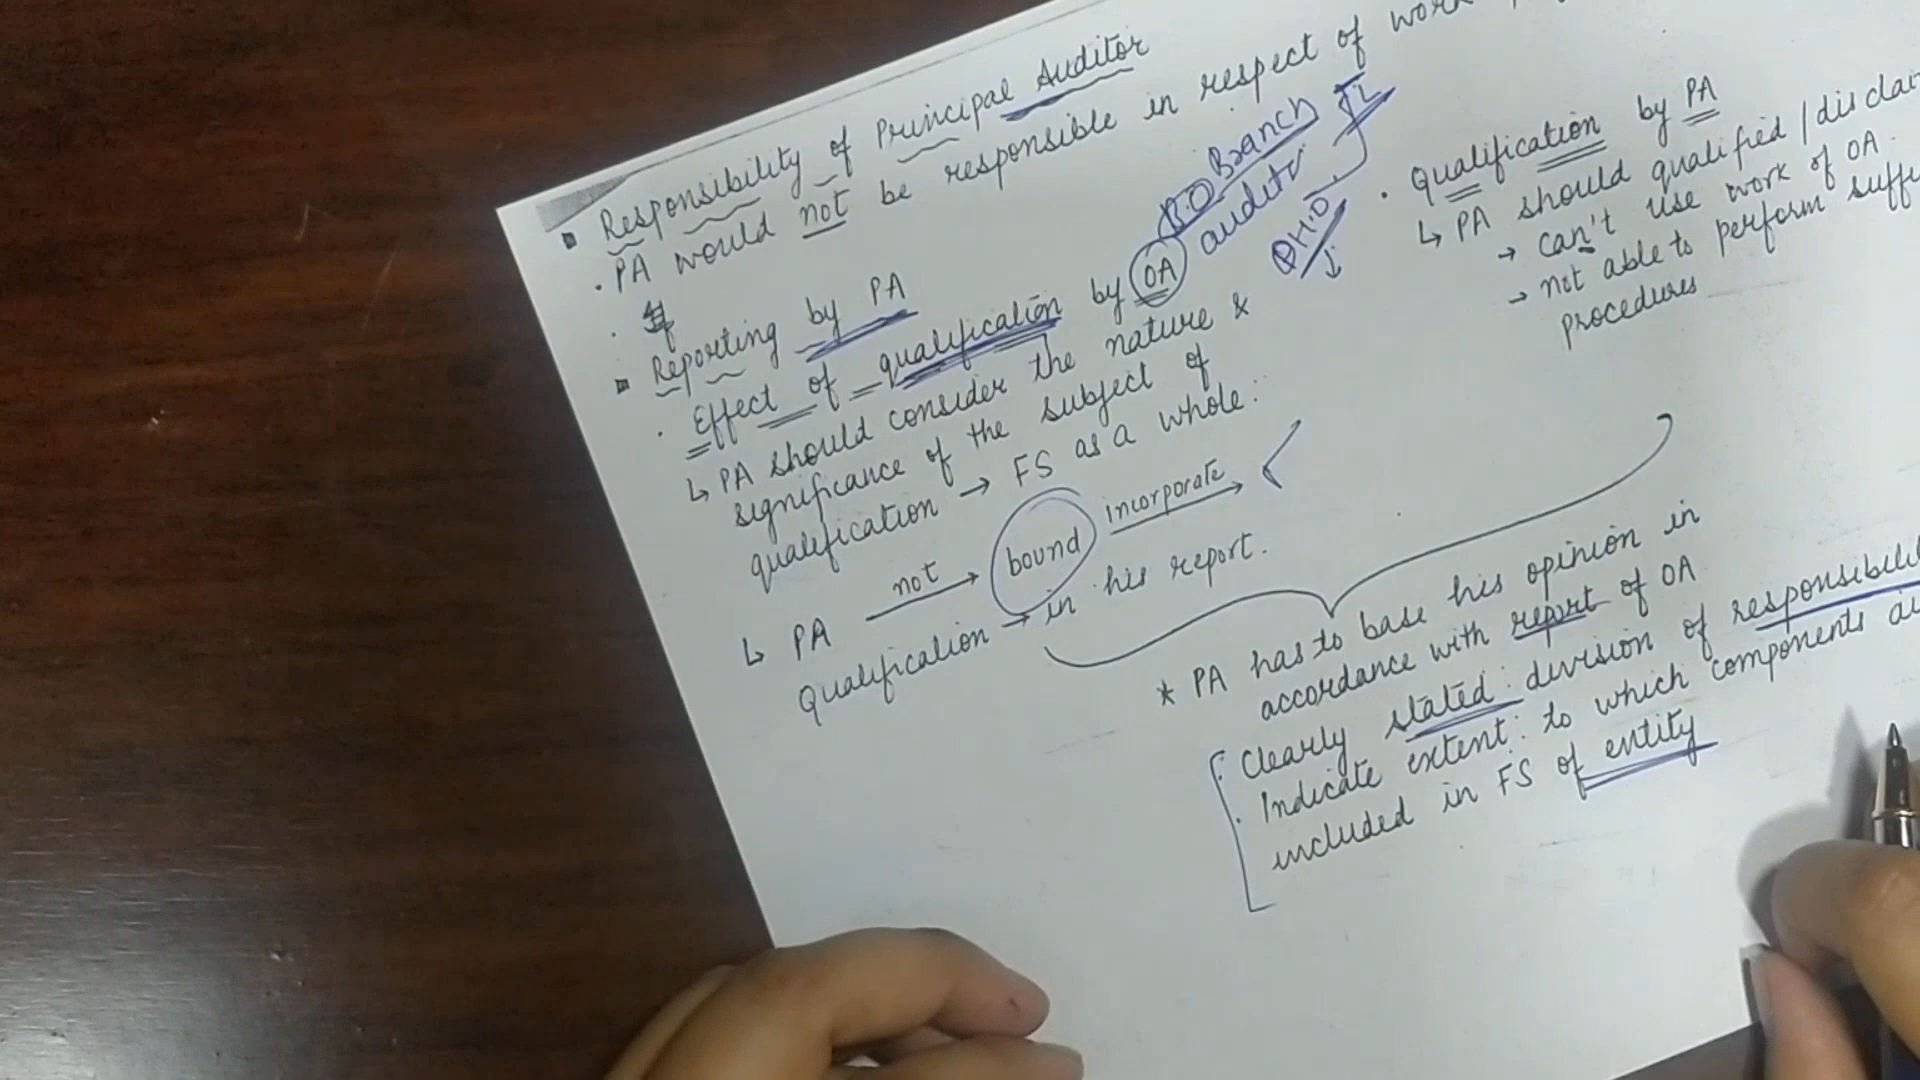 Responsibility of Principal Auditor
. PA would not be responsible in respect of work
Reporting by PA
. Effect of qualification by OA
B.O Branch
auditor
↳ PA should consider the nature &
significance of the subject of
qualification → FS as a whole.
↳ PA not → bound incorporate →
Qualification → in his report.
. Qualification by PA
↳ PA should qualified / disclai
→ can't use work of OA.
→ not able to perform suffi
procedures
* PA has to base his opinion in
accordance with report of OA
. Clearly stated: division of responsibili
. Indicate extent: to which components au
included in FS of entity